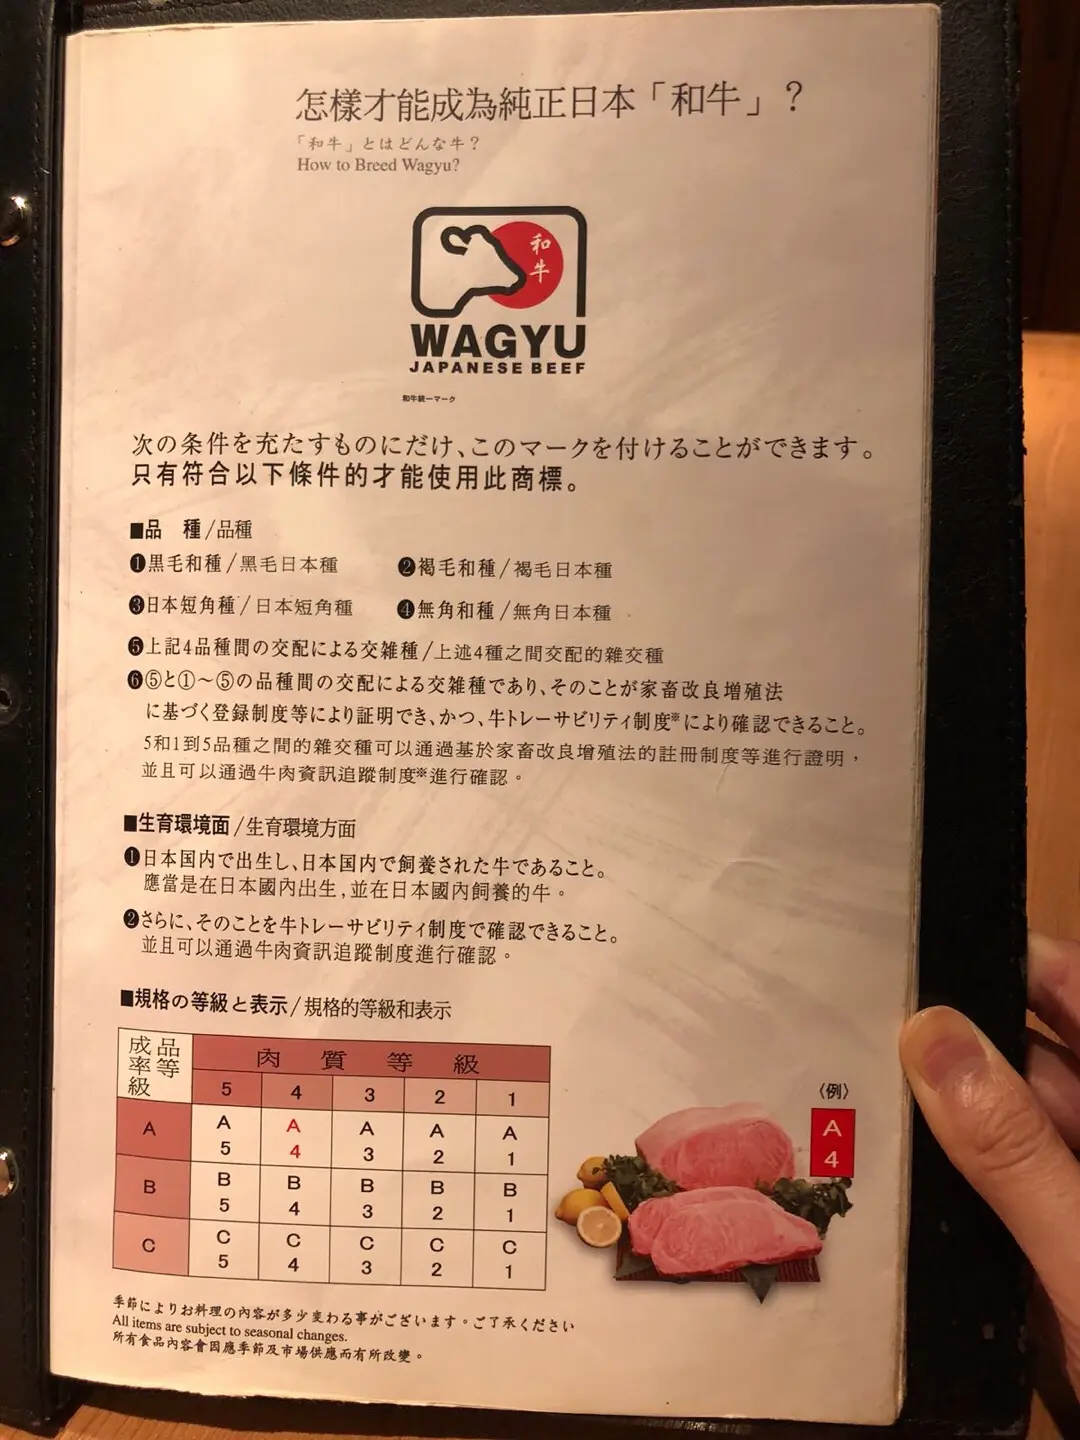 怎樣才能成為純正日本「和牛」?
「和牛」とはどんな牛?
How to Breed Wagyu?
和牛
WAGYU
JAPANESE BEEF
和牛統一マーク
次の条件を充たすものにだけ、このマークを付けることができます。
只有符合以下條件的才能使用此商標。
■品 種/品種
❶黒毛和種/黑毛日本種 ❷褐毛和種/褐毛日本種
❸日本短角種/日本短角種 ❹無角和種/無角日本種
❺上記4品種間の交配による交雑種/上述4種之間交配的雜交種
❻⑤と①～⑤の品種間の交配による交雑種であり、そのことが家畜改良増殖法
に基づく登録制度等により証明でき、かつ、牛トレーサビリティ制度※により確認できること。
5和1到5品種之間的雜交種可以通過基於家畜改良增殖法的註冊制度等進行證明，
並且可以通過牛肉資訊追蹤制度※進行確認。
■生育環境面/生育環境方面
❶日本国内で出生し、日本国内で飼養された牛であること。
應當是在日本國內出生,並在日本國內飼養的牛。
❷さらに、そのことを牛トレーサビリティ制度で確認できること。
並且可以通過牛肉資訊追蹤制度進行確認。
■規格の等級と表示/規格的等級和表示
成品率等級 肉質等級
5 4 3 2 1
A A5 A4 A3 A2 A1
B B5 B4 B3 B2 B1
C C5 C4 C3 C2 C1
〈例〉
A4
季節によりお料理の內容が多少変わる事がございます。ご了承ください
All items are subject to seasonal changes.
所有食品內容會因應季節及市場供應而有所改變。